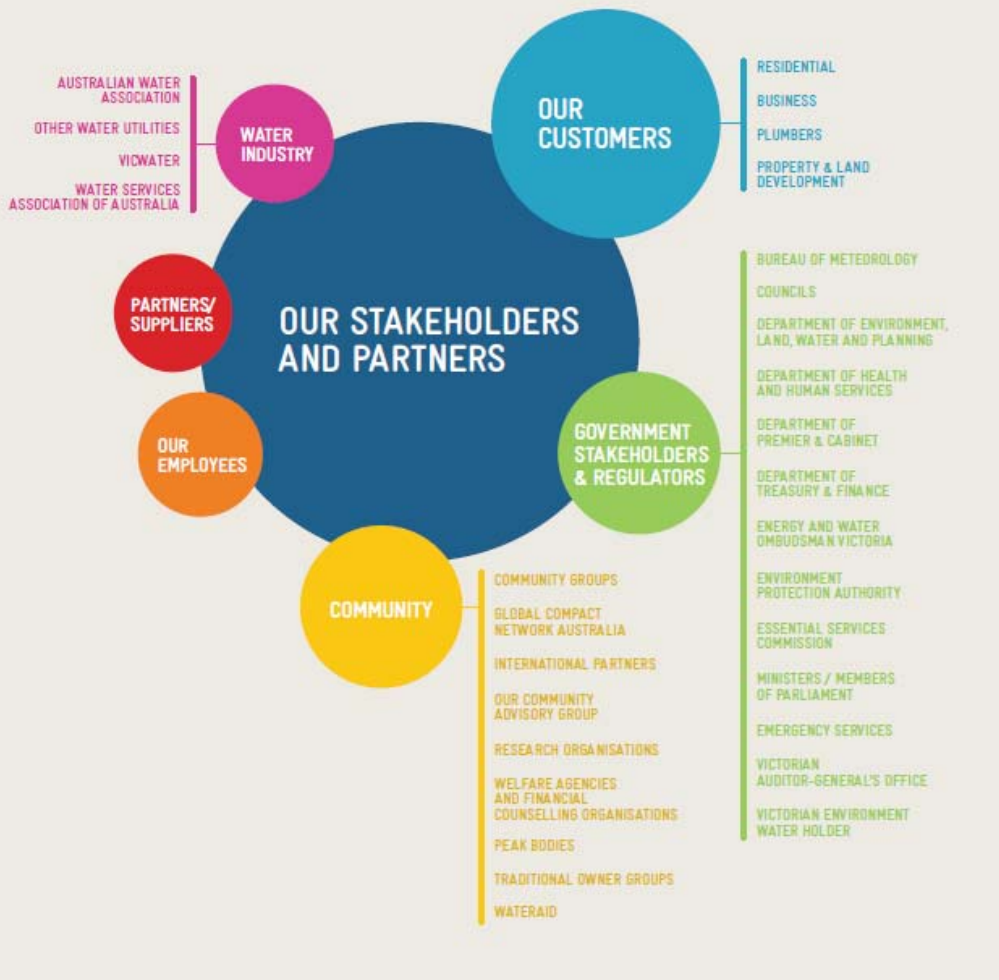 AUSTRALIAN WATER
ASSOCIATION
OTHER WATER UTILITIES
VICWATER
WATER SERVICES
ASSOCIATION OF AUSTRALIA
WATER
INDUSTRY
OUR
CUSTOMERS
RESIDENTIAL
BUSINESS
PLUMBERS
PROPERTY & LAND
DEVELOPMENT
PARTNERS/
SUPPLIERS
OUR STAKEHOLDERS
AND PARTNERS
OUR
EMPLOYEES
GOVERNMENT
STAKEHOLDERS
& REGULATORS
BUREAU OF METEOROLOGY
COUNCILS
DEPARTMENT OF ENVIRONMENT,
LAND, WATER AND PLANNING
DEPARTMENT OF HEALTH
AND HUMAN SERVICES
DEPARTMENT OF
PREMIER & CABINET
DEPARTMENT OF
TREASURY & FINANCE
ENERGY AND WATER
OMBUDSMAN VICTORIA
ENVIRONMENT
PROTECTION AUTHORITY
ESSENTIAL SERVICES
COMMISSION
MINISTERS / MEMBERS
OF PARLIAMENT
EMERGENCY SERVICES
VICTORIAN
AUDITOR-GENERAL'S OFFICE
VICTORIAN ENVIRONMENT
WATER HOLDER
COMMUNITY
COMMUNITY GROUPS
GLOBAL COMPACT
NETWORK AUSTRALIA
INTERNATIONAL PARTNERS
OUR COMMUNITY
ADVISORY GROUP
RESEARCH ORGANISATIONS
WELFARE AGENCIES
AND FINANCIAL
COUNSELLING ORGANISATIONS
PEAK BODIES
TRADITIONAL OWNER GROUPS
WATERAID